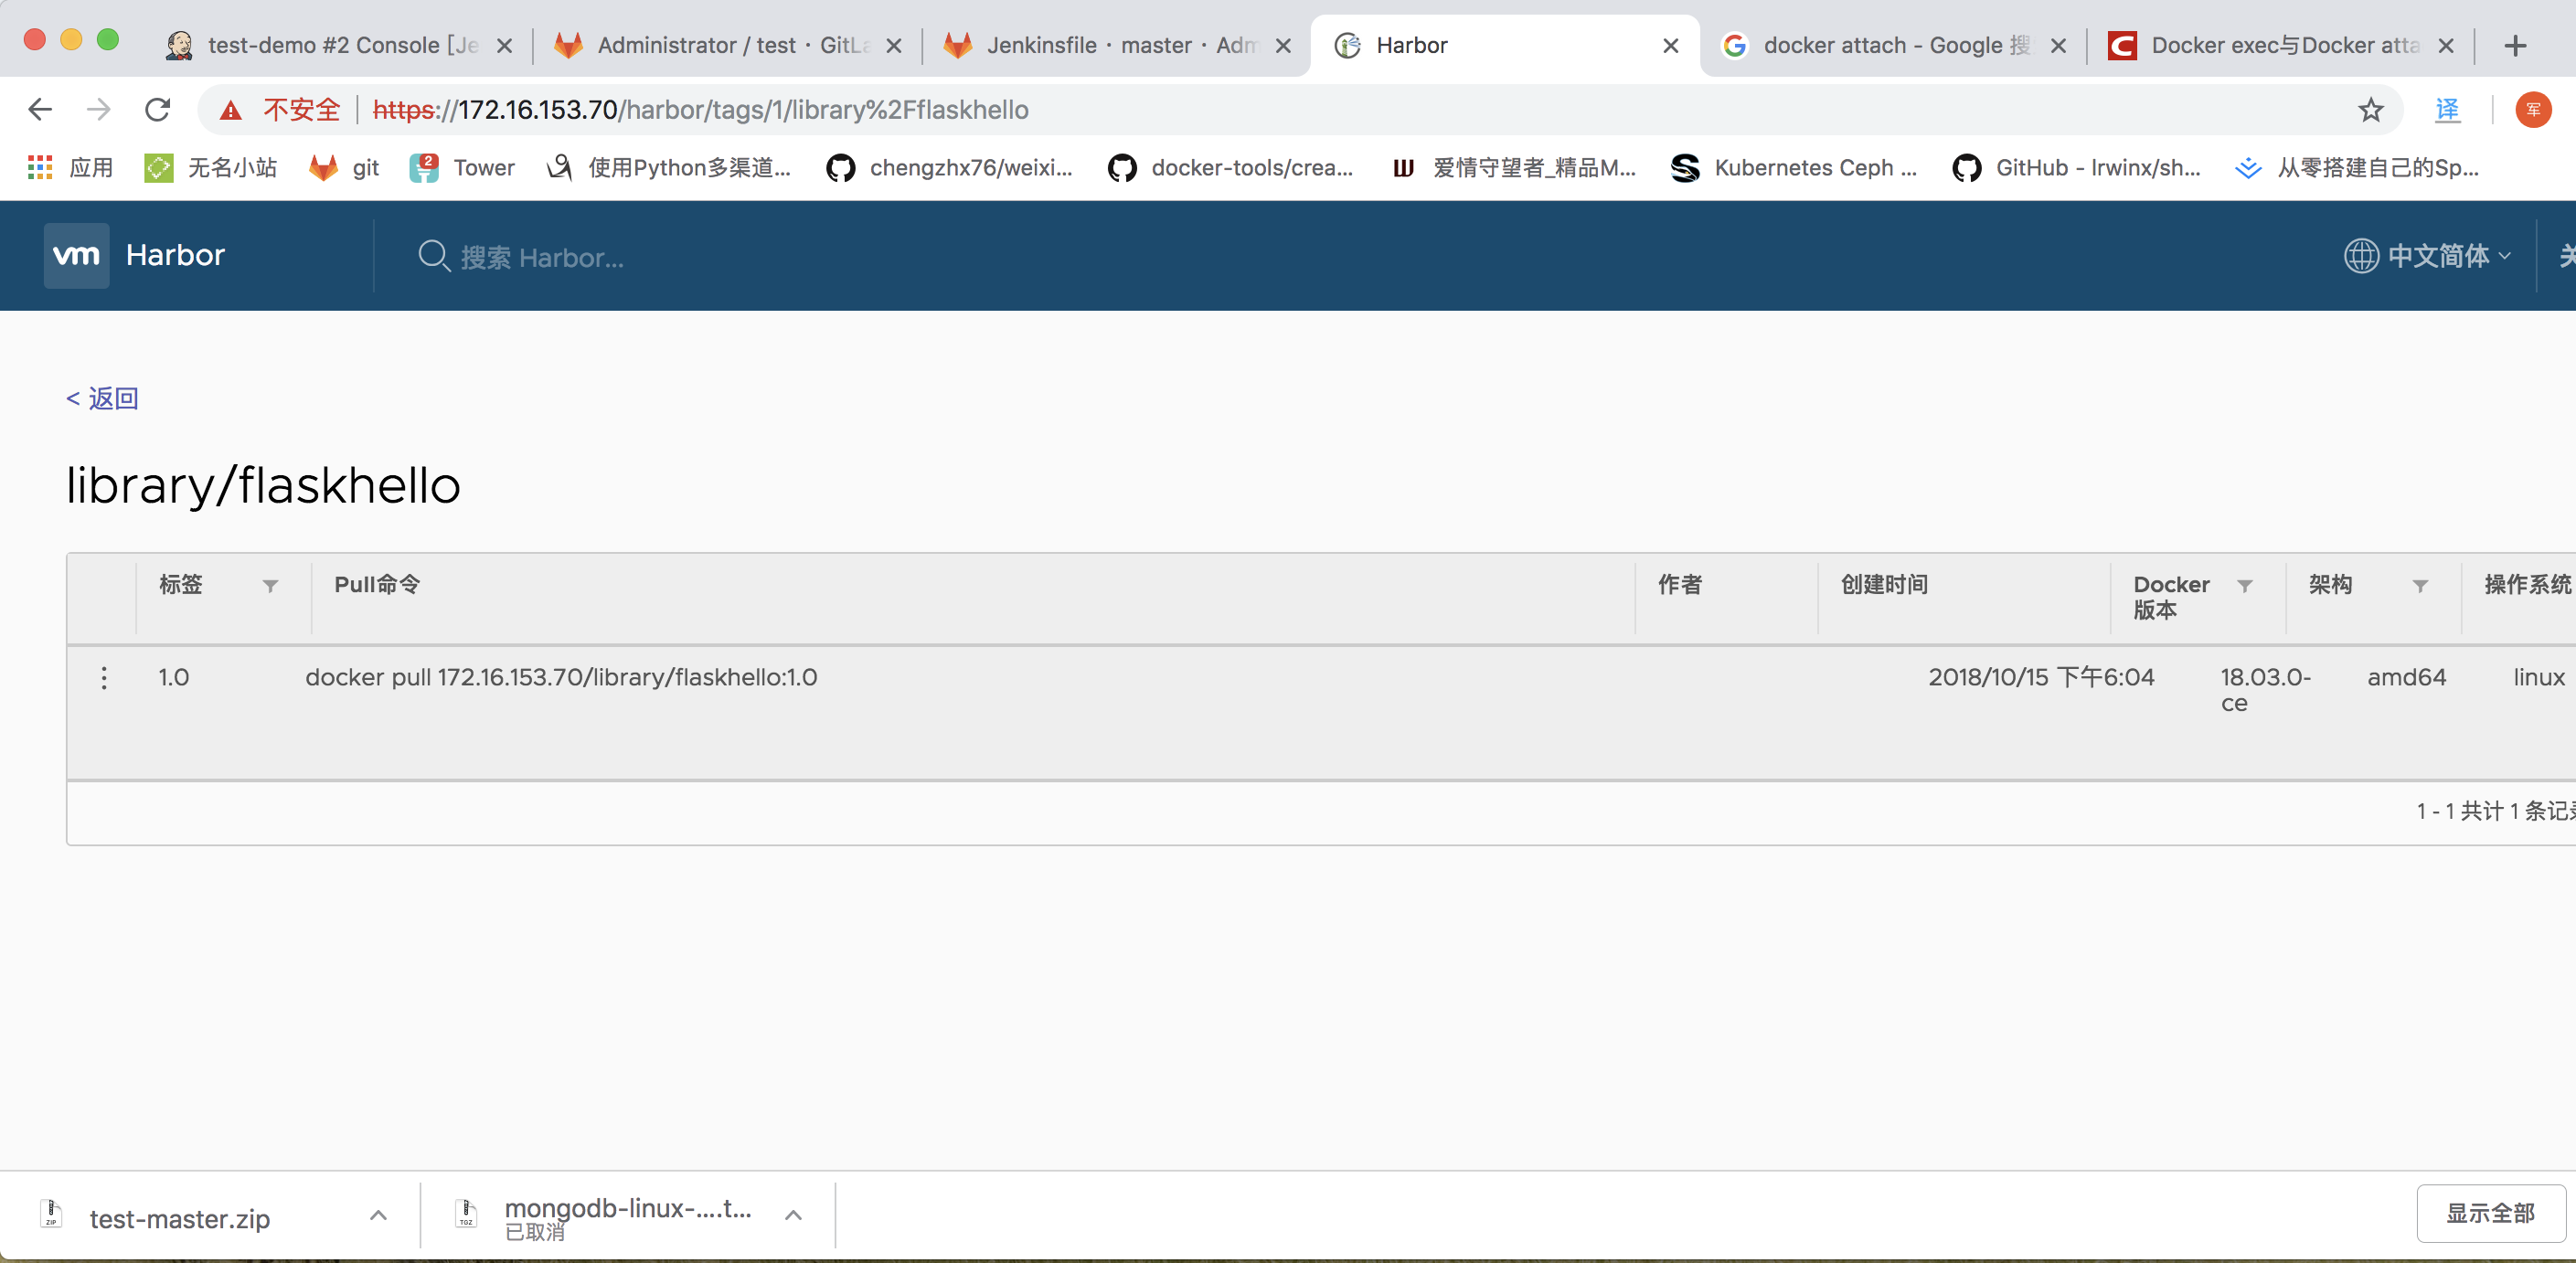 test-demo #2 Console [Je
Administrator / test · GitLa
Jenkinsfile · master · Adm
Harbor
docker attach - Google 搜
Docker exec与Docker atta
不安全 https://172.16.153.70/harbor/tags/1/library%2Fflaskhello
译
军
应用
无名小站
git
2
Tower
使用Python多渠道...
chengzhx76/weixi...
docker-tools/crea...
爱情守望者_精品M...
Kubernetes Ceph ...
GitHub - lrwinx/sh...
从零搭建自己的Sp...
vm Harbor
搜索 Harbor...
中文简体
< 返回
library/flaskhello
标签 Pull命令 作者 创建时间 Docker 版本 架构 操作系统
1.0 docker pull 172.16.153.70/library/flaskhello:1.0 2018/10/15 下午6:04 18.03.0-ce amd64 linux
1 - 1 共计 1 条记
ZIP
test-master.zip
TGZ
mongodb-linux-....t...
已取消
显示全部